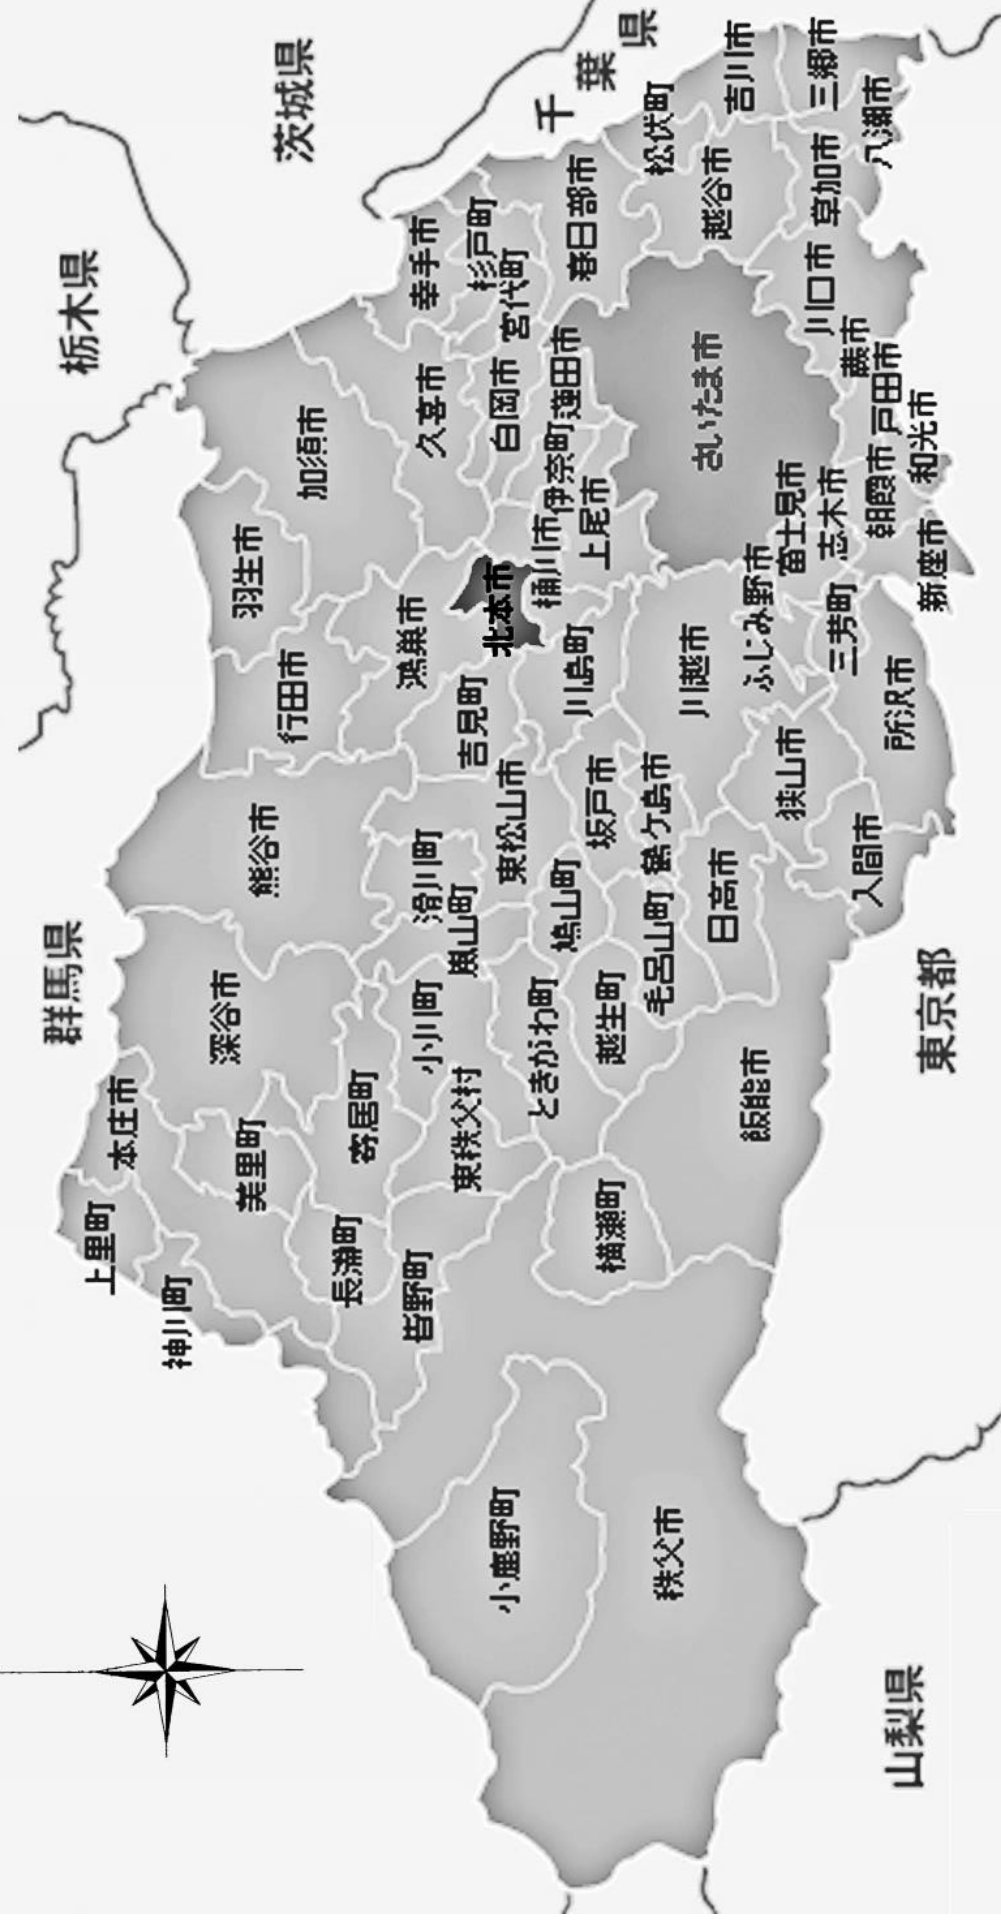 群馬県
栃木県
茨城県
千葉県
東京都
山梨県
上里町
本庄市
神川町
美里町
深谷市
熊谷市
行田市
羽生市
加須市
長瀞町
皆野町
寄居町
小川町
東秩父村
滑川町
嵐山町
鴻巣市
吉見町
東松山市
北本市
久喜市
幸手市
杉戸町
宮代町
白岡市
蓮田市
伊奈町
桶川市
上尾市
春日部市
松伏町
吉川市
越谷市
三郷市
八潮市
草加市
川口市
蕨市
戸田市
和光市
朝霞市
新座市
志木市
富士見市
ふじみ野市
三芳町
さいたま市
川島町
川越市
坂戸市
鶴ケ島市
鳩山町
毛呂山町
ときがわ町
越生町
日高市
狭山市
所沢市
入間市
飯能市
横瀬町
小鹿野町
秩父市